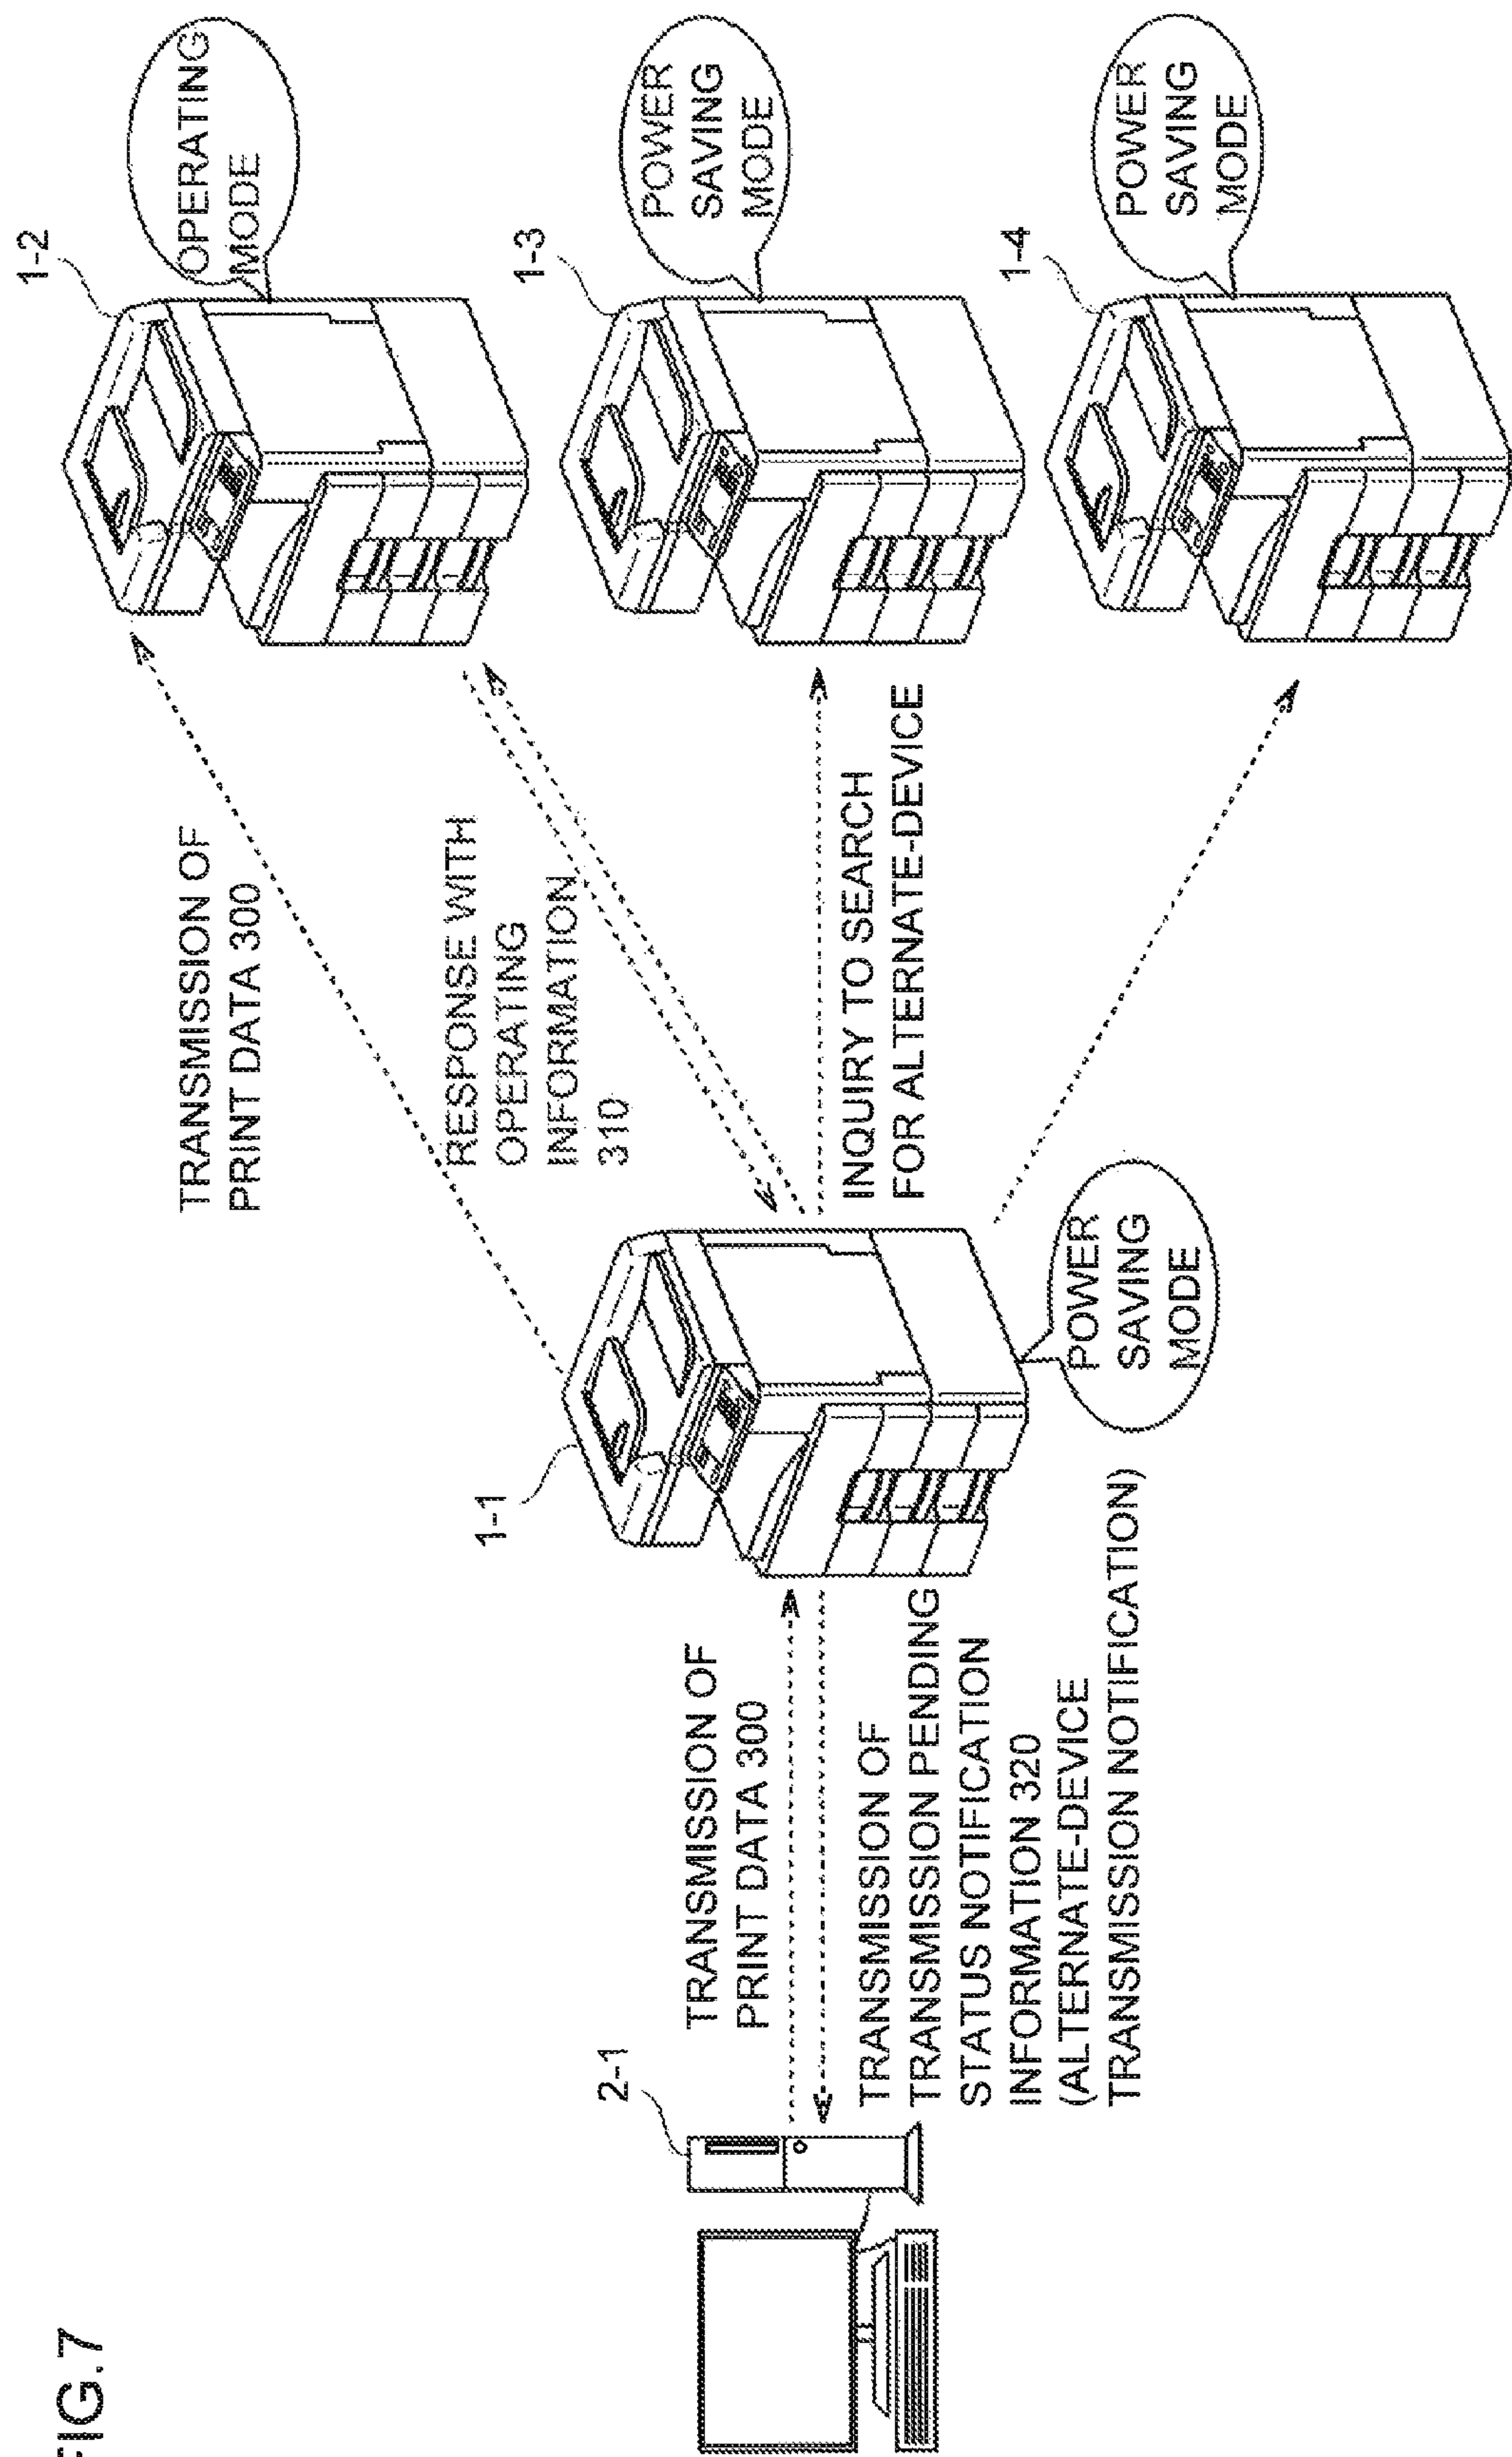 FIG.7
2-1
TRANSMISSION OF
PRINT DATA 300
TRANSMISSION OF
TRANSMISSION PENDING
STATUS NOTIFICATION
INFORMATION 320
(ALTERNATE-DEVICE
TRANSMISSION NOTIFICATION)
1-1
POWER
SAVING
MODE
TRANSMISSION OF
PRINT DATA 300
RESPONSE WITH
OPERATING
INFORMATION
310
INQUIRY TO SEARCH
FOR ALTERNATE-DEVICE
1-2
OPERATING
MODE
1-3
POWER
SAVING
MODE
1-4
POWER
SAVING
MODE